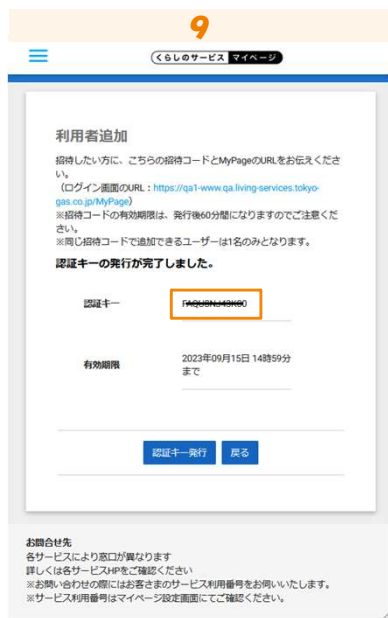 9
くらしのサービス マイページ
利用者追加
招待したい方に、こちらの招待コードとMyPageのURLをお伝えくださ
い。
（ログイン画面のURL：https://qa1-www.qa.living-services.tokyo-
gas.co.jp/MyPage）
※招待コードの有効期限は、発行後60分間になりますのでご注意くだ
さい。
※同じ招待コードで追加できるユーザーは1名のみとなります。
認証キーの発行が完了しました。
認証キー
有効期限 2023年09月15日 14時59分
まで
認証キー発行 戻る
お問合せ先
各サービスにより窓口が異なります
詳しくは各サービスHPをご確認ください
※お問い合わせの際にはお客さまのサービス利用番号をお伺いいたします。
※サービス利用番号はマイページ設定画面にてご確認ください。